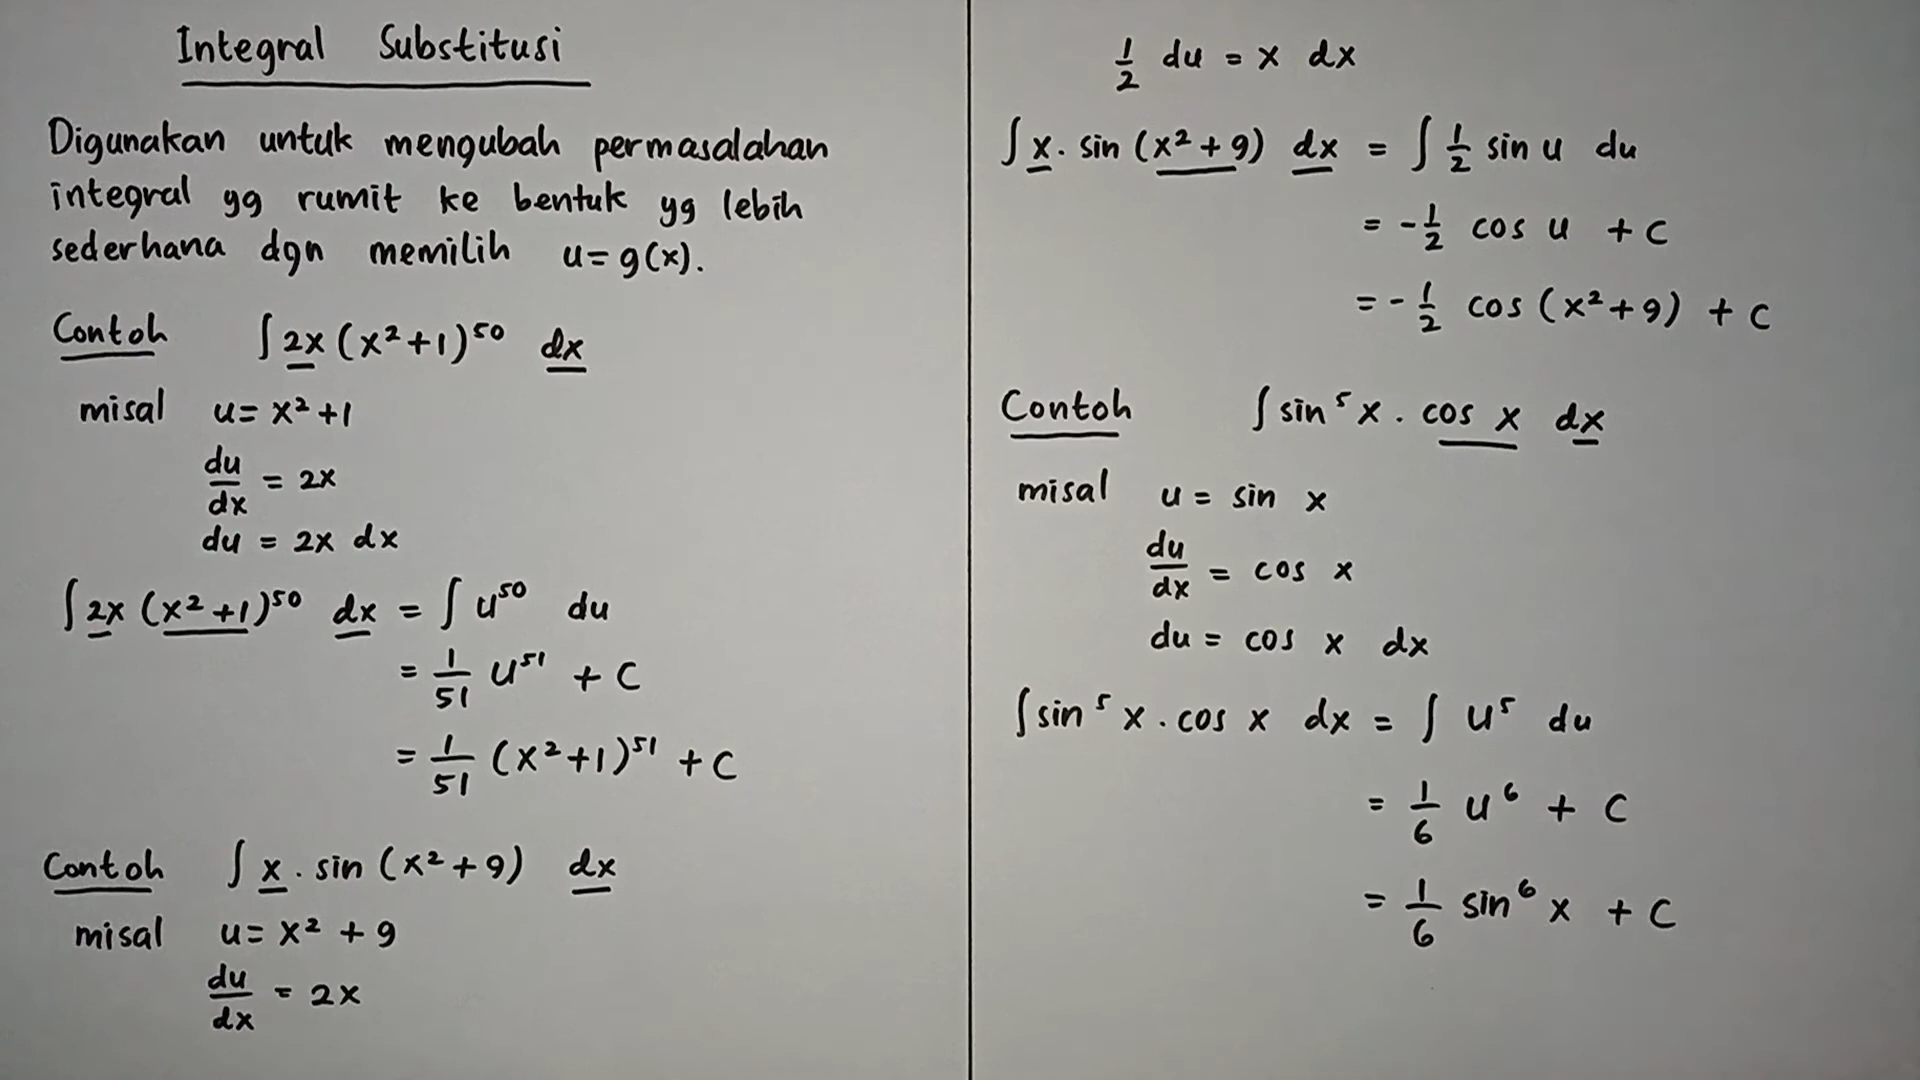 Integral Substitusi
Digunakan untuk mengubah permasalahan
integral yg rumit ke bentuk yg lebih
sederhana dgn memilih u = g(x).
Contoh ∫ 2x (x² + 1)⁵⁰ dx
misal u = x² + 1
du/dx = 2x
du = 2x dx
∫ 2x (x² + 1)⁵⁰ dx = ∫ u⁵⁰ du
= 1/51 u⁵¹ + C
= 1/51 (x² + 1)⁵¹ + C
Contoh ∫ x . sin (x² + 9) dx
misal u = x² + 9
du/dx = 2x
1/2 du = x dx
∫ x . sin (x² + 9) dx = ∫ 1/2 sin u du
= -1/2 cos u + C
= -1/2 cos (x² + 9) + C
Contoh ∫ sin⁵ x . cos x dx
misal u = sin x
du/dx = cos x
du = cos x dx
∫ sin⁵ x . cos x dx = ∫ u⁵ du
= 1/6 u⁶ + C
= 1/6 sin⁶ x + C